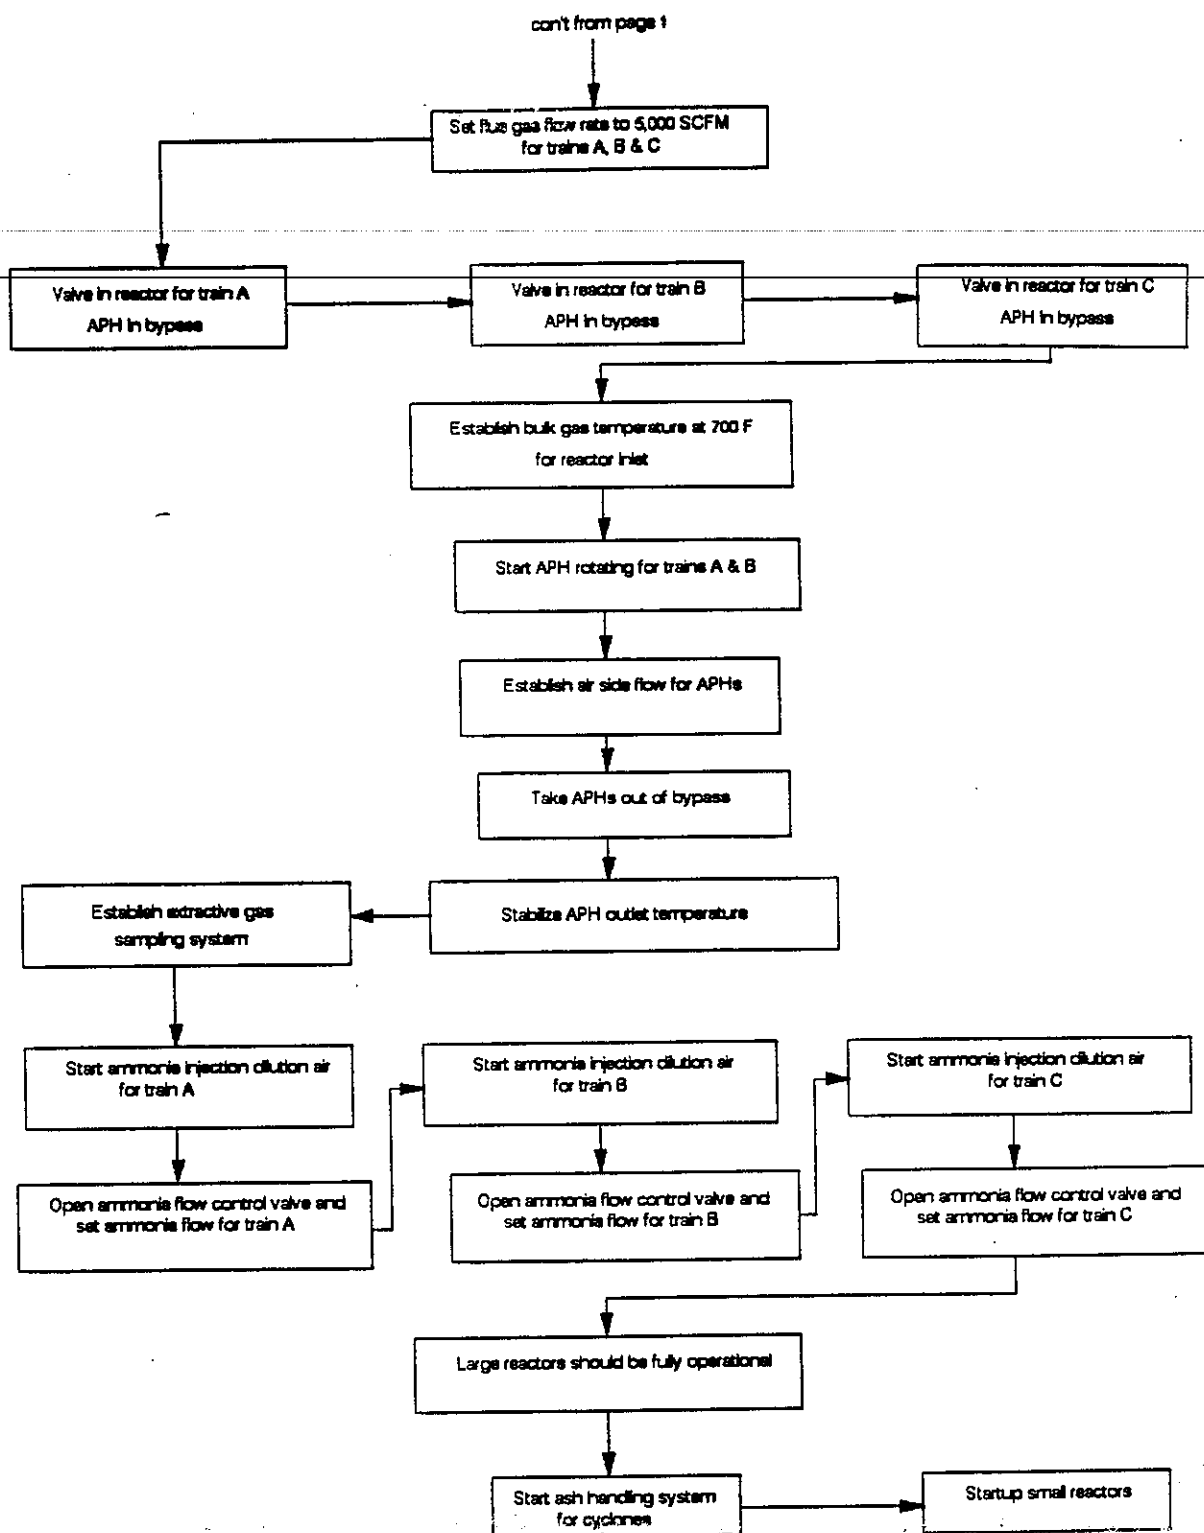 con't from page 1
Set flue gas flow rate to 5,000 SCFM
for trains A, B & C
Valve in reactor for train A
APH in bypass
Valve in reactor for train B
APH in bypass
Valve in reactor for train C
APH in bypass
Establish bulk gas temperature at 700 F
for reactor inlet
Start APH rotating for trains A & B
Establish air side flow for APHs
Take APHs out of bypass
Stabilize APH outlet temperature
Establish extractive gas
sampling system
Start ammonia injection dilution air
for train A
Open ammonia flow control valve and
set ammonia flow for train A
Start ammonia injection dilution air
for train B
Open ammonia flow control valve and
set ammonia flow for train B
Start ammonia injection dilution air
for train C
Open ammonia flow control valve and
set ammonia flow for train C
Large reactors should be fully operational
Start ash handling system
for cyclones
Startup small reactors